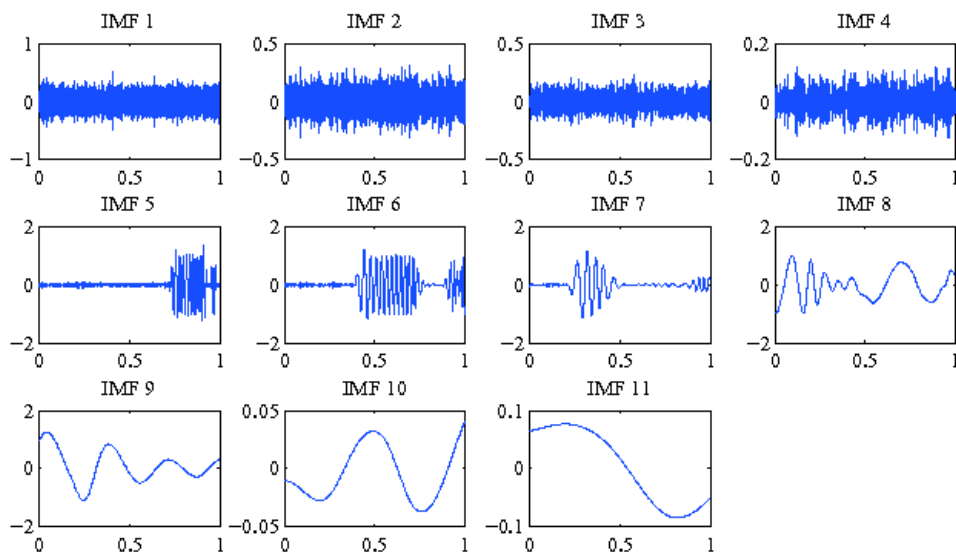 IMF 1 IMF 2 IMF 3 IMF 4
1 0.5 0.5 0.2
0 0 0 0
−1 −0.5 −0.5 −0.2
0 0.5 1 0 0.5 1 0 0.5 1 0 0.5 1
IMF 5 IMF 6 IMF 7 IMF 8
2 2 2 2
0 0 0 0
−2 −2 −2 −2
0 0.5 1 0 0.5 1 0 0.5 1 0 0.5 1
IMF 9 IMF 10 IMF 11
2 0.05 0.1
0 0 0
−2 −0.05 −0.1
0 0.5 1 0 0.5 1 0 0.5 1